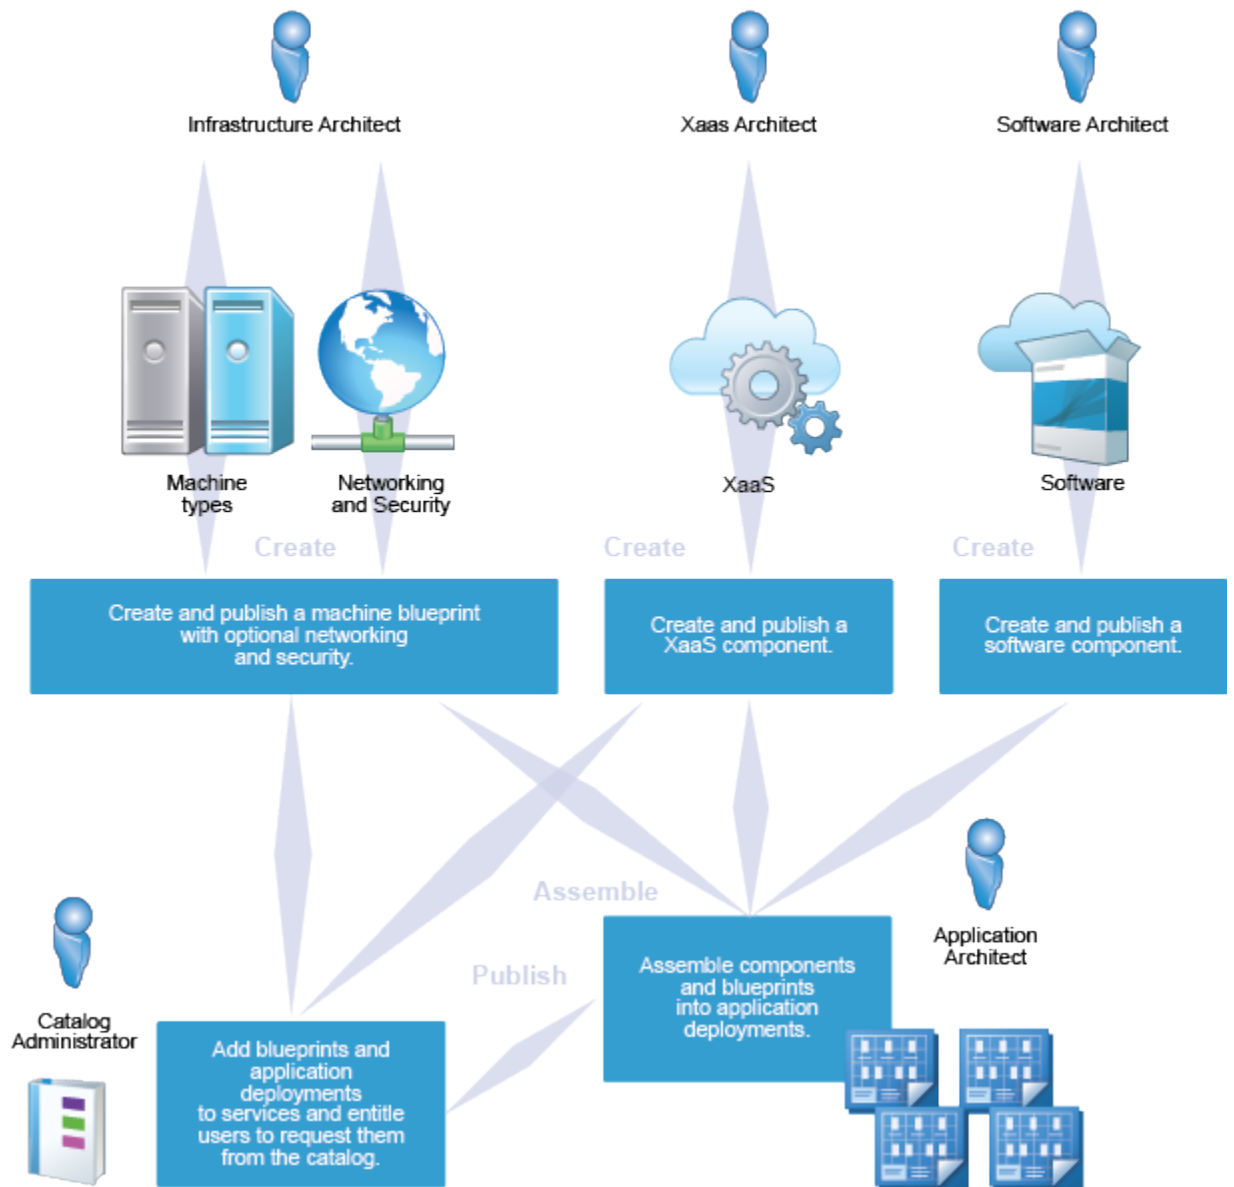 Infrastructure Architect
Xaas Architect
Software Architect
Machine
types
Networking
and Security
XaaS
Software
Create
Create
Create
Create and publish a machine blueprint
with optional networking
and security.
Create and publish a
XaaS component.
Create and publish a
software component.
Assemble
Publish
Application
Architect
Assemble components
and blueprints
into application
deployments.
Catalog
Administrator
Add blueprints and
application
deployments
to services and entitle
users to request them
from the catalog.